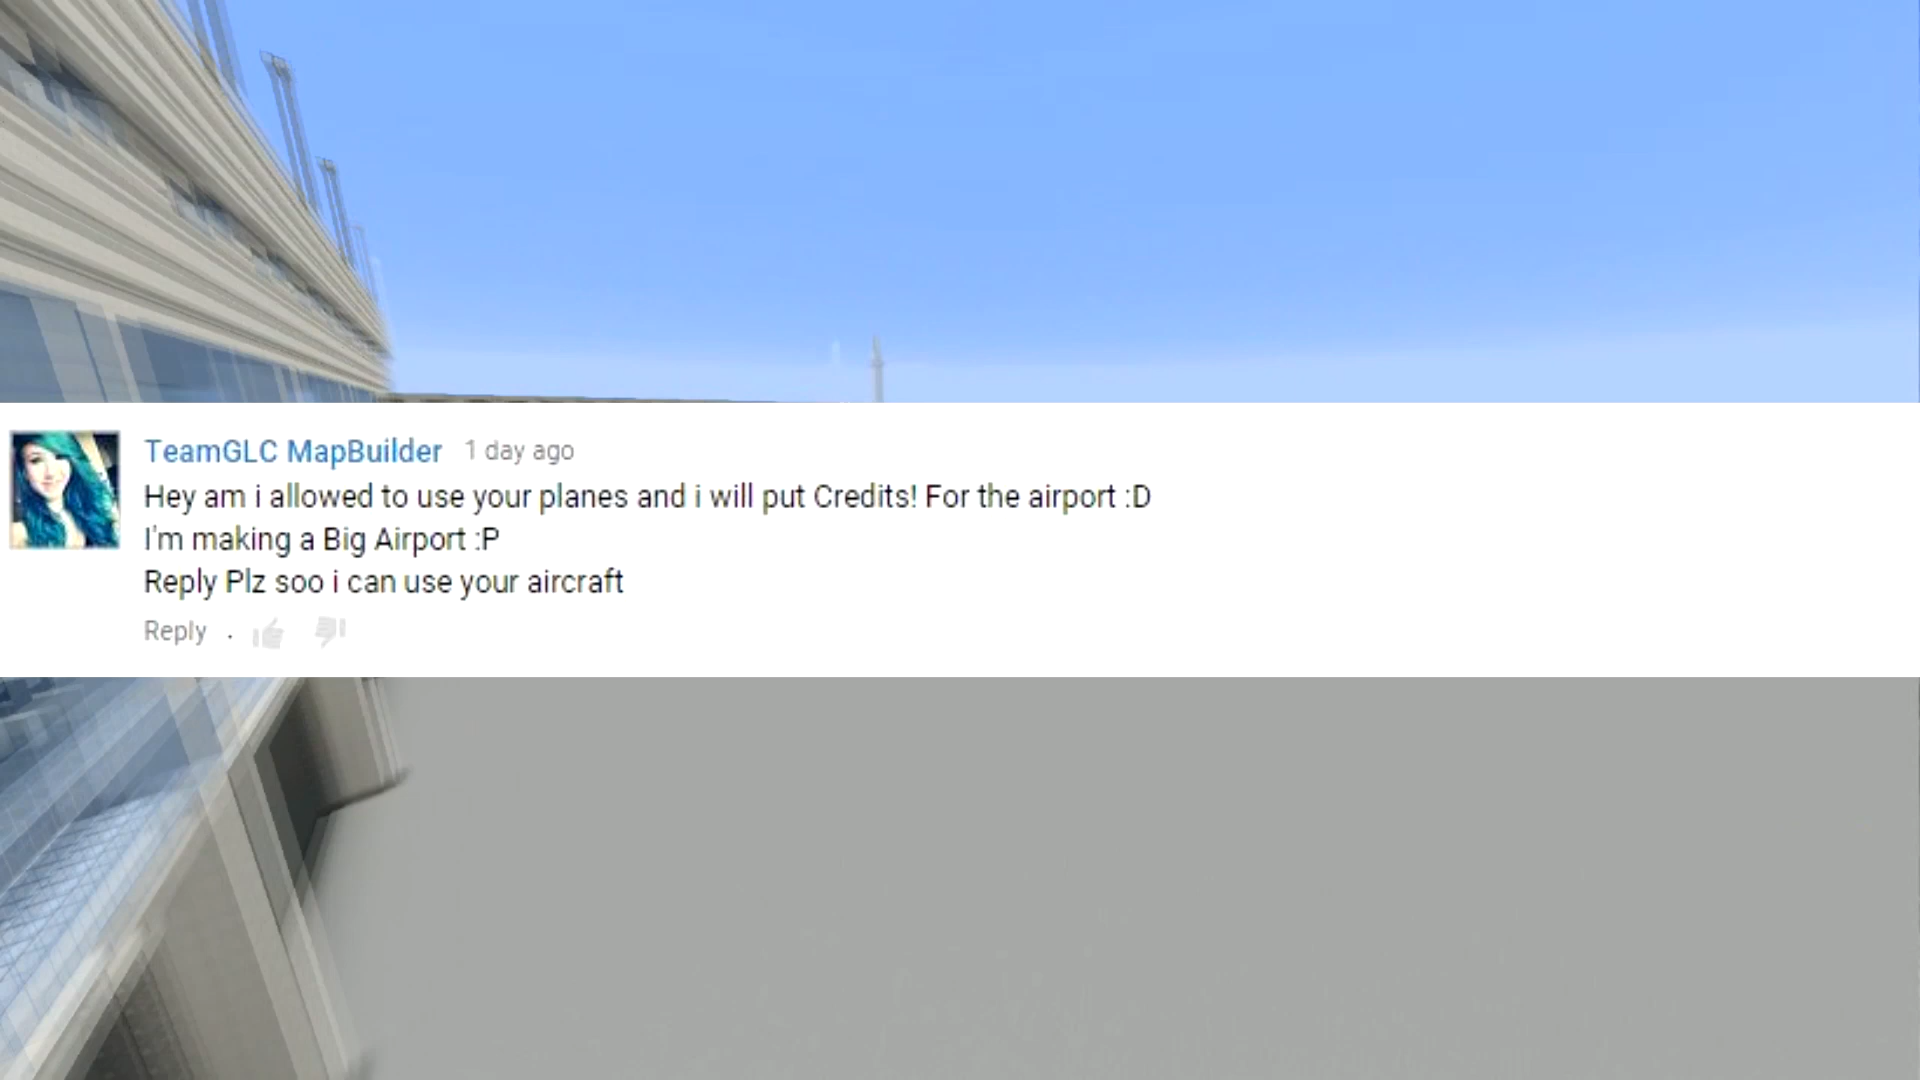 TeamGLC MapBuilder 1 day ago
Hey am i allowed to use your planes and i will put Credits! For the airport :D
I'm making a Big Airport :P
Reply Plz soo i can use your aircraft
Reply .